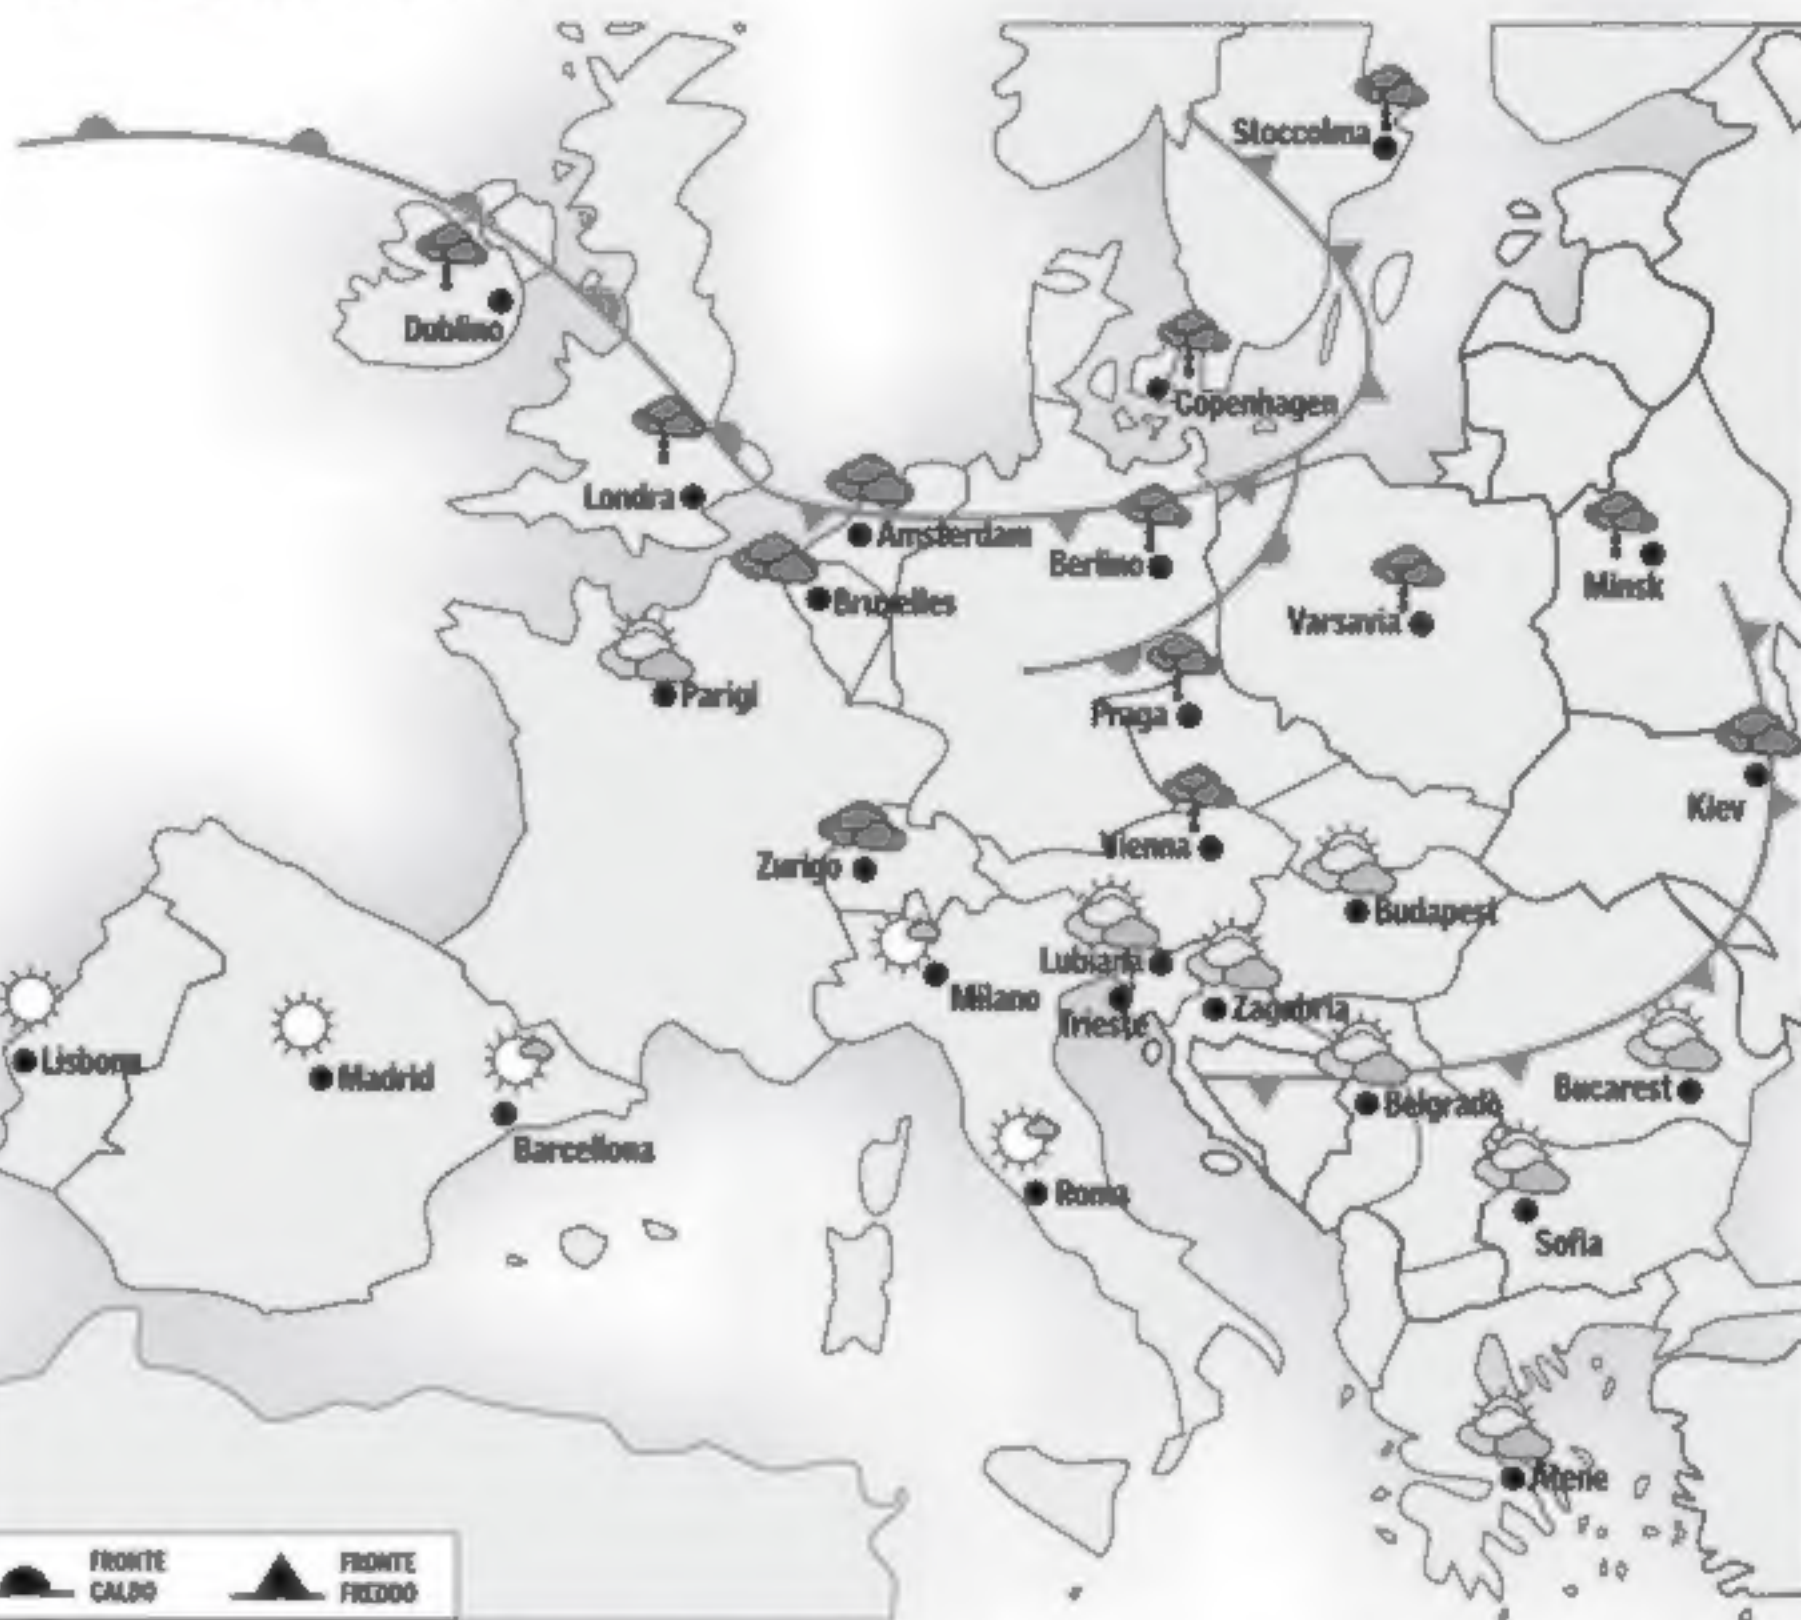 Stoccolma
Dublino
Copenhagen
Londra
Amsterdam
Berlino
Minsk
Bruxelles
Varsavia
Parigi
Praga
Kiev
Vienna
Zurigo
Budapest
Lubiana
Milano
Zagabria
Trieste
Lisbona
Madrid
Belgrado
Bucarest
Barcellona
Roma
Sofia
Atene
FRONTE
CALDO
FRONTE
FREDDO